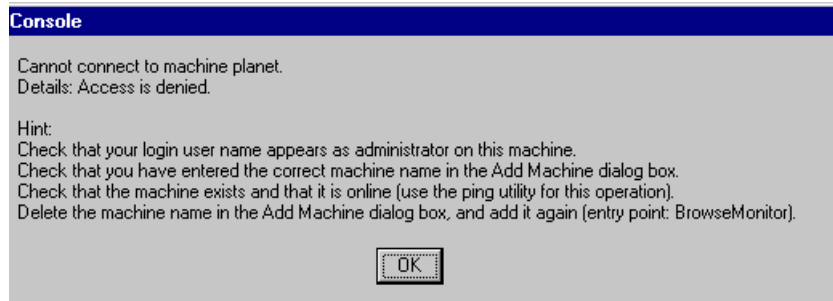 Console
Cannot connect to machine planet.
Details: Access is denied.
Hint:
Check that your login user name appears as administrator on this machine.
Check that you have entered the correct machine name in the Add Machine dialog box.
Check that the machine exists and that it is online (use the ping utility for this operation).
Delete the machine name in the Add Machine dialog box, and add it again (entry point: BrowseMonitor).
OK